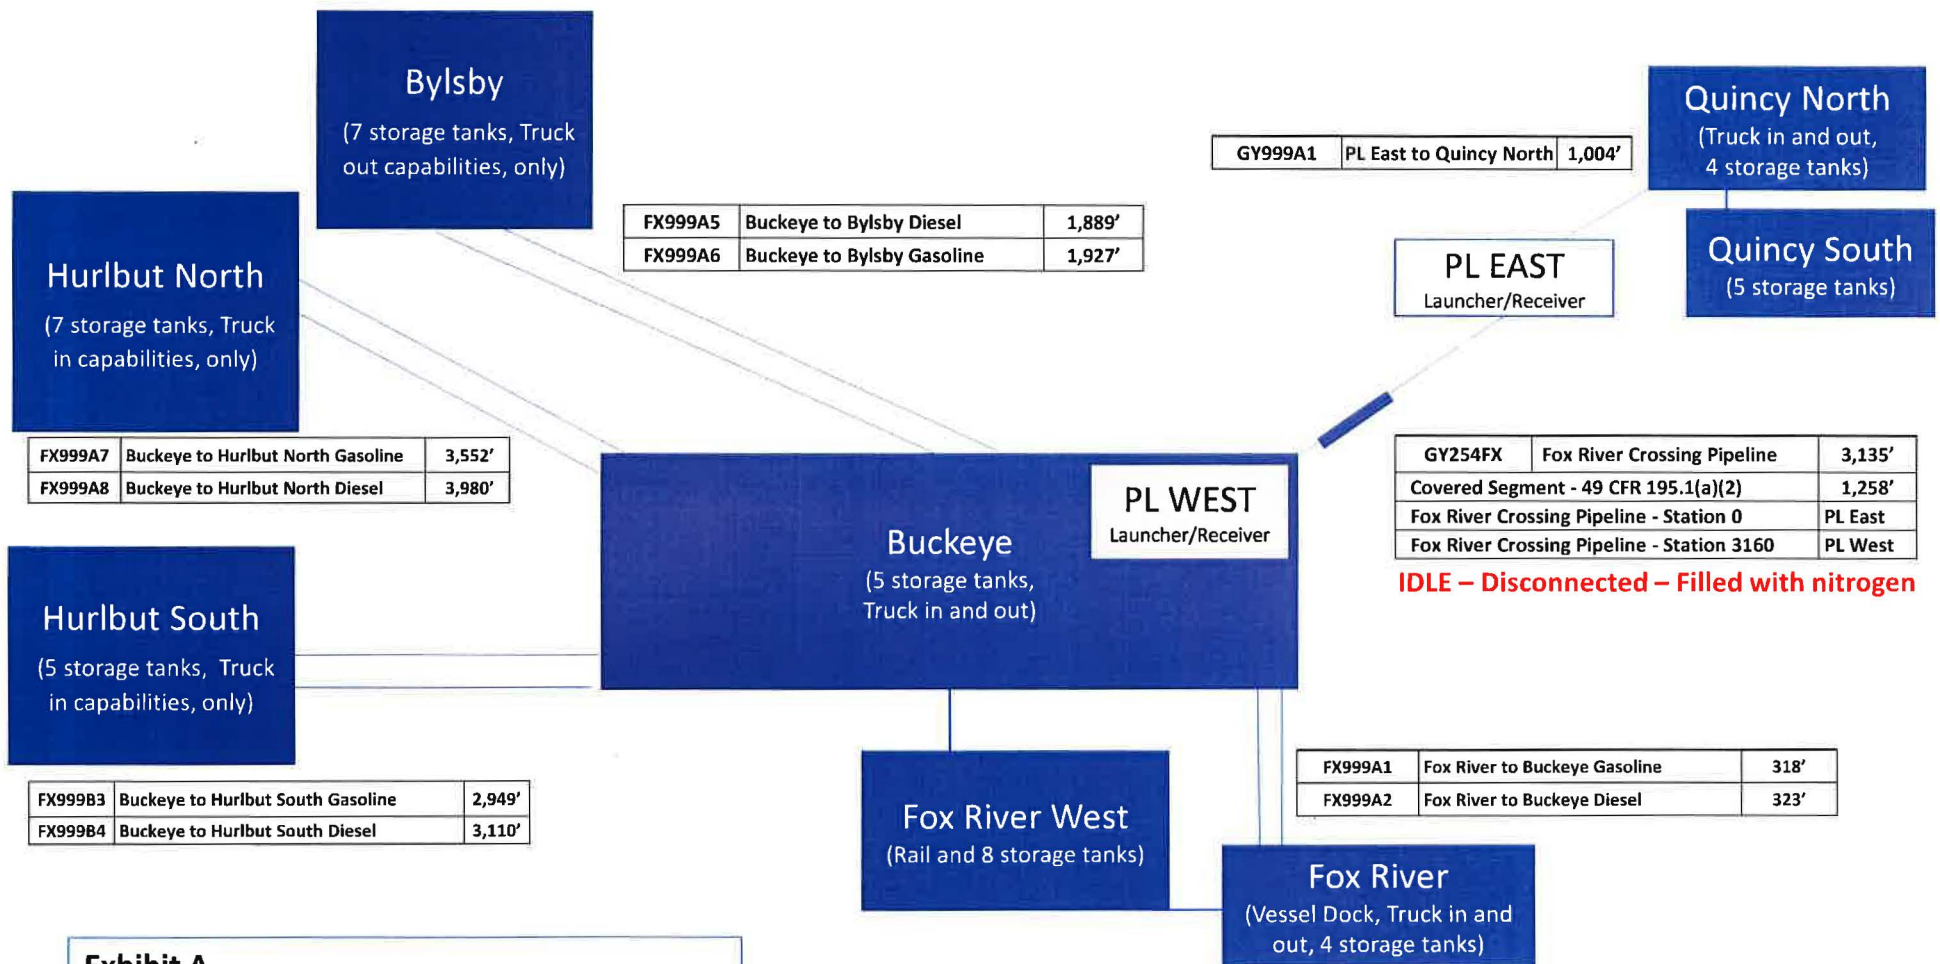 Bylsby
(7 storage tanks, Truck
out capabilities, only)
Quincy North
(Truck in and out,
4 storage tanks)
GY999A1 PL East to Quincy North 1,004’
FX999A5 Buckeye to Bylsby Diesel 1,889’
FX999A6 Buckeye to Bylsby Gasoline 1,927’
Quincy South
(5 storage tanks)
PL EAST
Launcher/Receiver
Hurlbut North
(7 storage tanks, Truck
in capabilities, only)
FX999A7 Buckeye to Hurlbut North Gasoline 3,552’
FX999A8 Buckeye to Hurlbut North Diesel 3,980’
GY254FX Fox River Crossing Pipeline 3,135’
Covered Segment - 49 CFR 195.1(a)(2) 1,258’
Fox River Crossing Pipeline - Station 0 PL East
Fox River Crossing Pipeline - Station 3160 PL West
IDLE – Disconnected – Filled with nitrogen
PL WEST
Launcher/Receiver
Buckeye
(5 storage tanks,
Truck in and out)
Hurlbut South
(5 storage tanks, Truck
in capabilities, only)
FX999B3 Buckeye to Hurlbut South Gasoline 2,949’
FX999B4 Buckeye to Hurlbut South Diesel 3,110’
Fox River West
(Rail and 8 storage tanks)
FX999A1 Fox River to Buckeye Gasoline 318’
FX999A2 Fox River to Buckeye Diesel 323’
Fox River
(Vessel Dock, Truck in and
out, 4 storage tanks)
Exhibit A